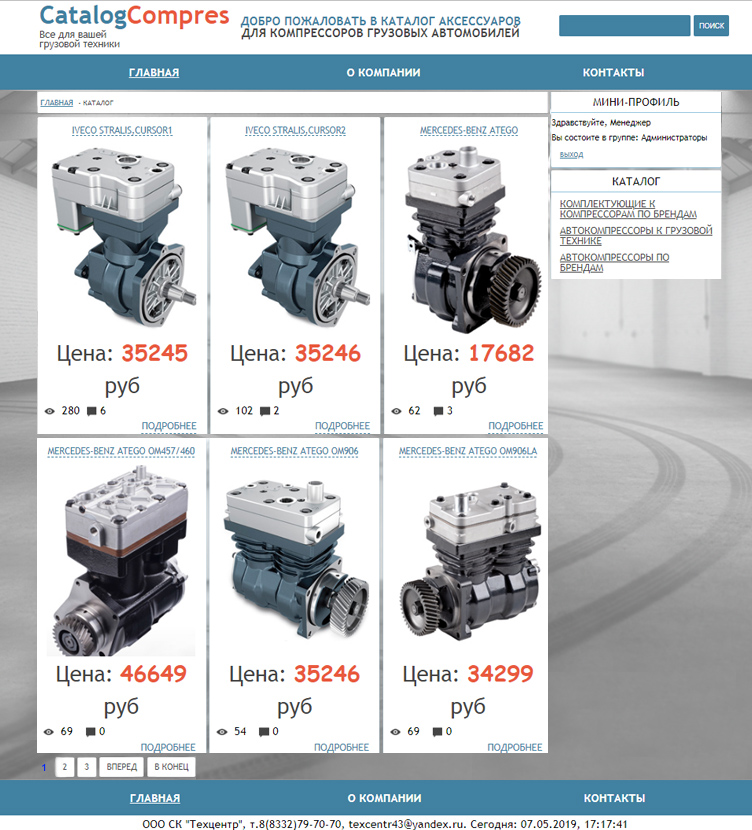 CatalogCompres
Все для вашей
грузовой техники
ДОБРО ПОЖАЛОВАТЬ В КАТАЛОГ АКСЕССУАРОВ
ДЛЯ КОМПРЕССОРОВ ГРУЗОВЫХ АВТОМОБИЛЕЙ
ПОИСК
ГЛАВНАЯ О КОМПАНИИ КОНТАКТЫ
ГЛАВНАЯ - КАТАЛОГ
IVECO STRALIS,CURSOR1
Цена: 35245
руб
280 6
ПОДРОБНЕЕ
IVECO STRALIS,CURSOR2
Цена: 35246
руб
102 2
ПОДРОБНЕЕ
MERCEDES-BENZ ATEGO
Цена: 17682
руб
62 3
ПОДРОБНЕЕ
MERCEDES-BENZ ATEGO OM457/460
Цена: 46649
руб
69 0
ПОДРОБНЕЕ
MERCEDES-BENZ ATEGO OM906
Цена: 35246
руб
54 0
ПОДРОБНЕЕ
MERCEDES-BENZ ATEGO OM906LA
Цена: 34299
руб
69 0
ПОДРОБНЕЕ
1 2 3 ВПЕРЕД В КОНЕЦ
МИНИ-ПРОФИЛЬ
Здравствуйте, Менеджер
Вы состоите в группе: Администраторы
выход
КАТАЛОГ
КОМПЛЕКТУЮЩИЕ К
КОМПРЕССОРАМ ПО БРЕНДАМ
АВТОКОМПРЕССОРЫ К ГРУЗОВОЙ
ТЕХНИКЕ
АВТОКОМПРЕССОРЫ ПО
БРЕНДАМ
ГЛАВНАЯ О КОМПАНИИ КОНТАКТЫ
ООО СК "Техцентр", т.8(8332)79-70-70, texcentr43@yandex.ru. Сегодня: 07.05.2019, 17:17:41